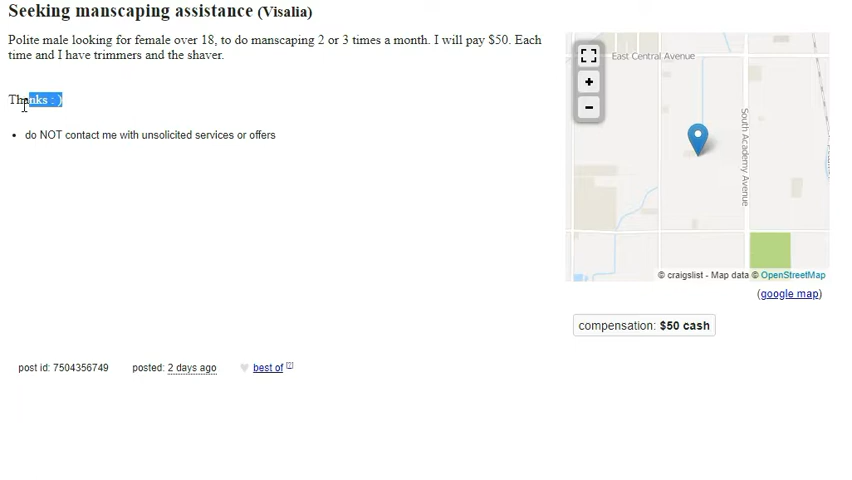 Seeking manscaping assistance (Visalia)
Polite male looking for female over 18, to do manscaping 2 or 3 times a month. I will pay $50. Each
time and I have trimmers and the shaver.
Thanks : )
• do NOT contact me with unsolicited services or offers
East Central Avenue
+
South Academy Avenue
−
© craigslist - Map data © OpenStreetMap
(google map)
compensation: $50 cash
post id: 7504356749 posted: 2 days ago best of [?]